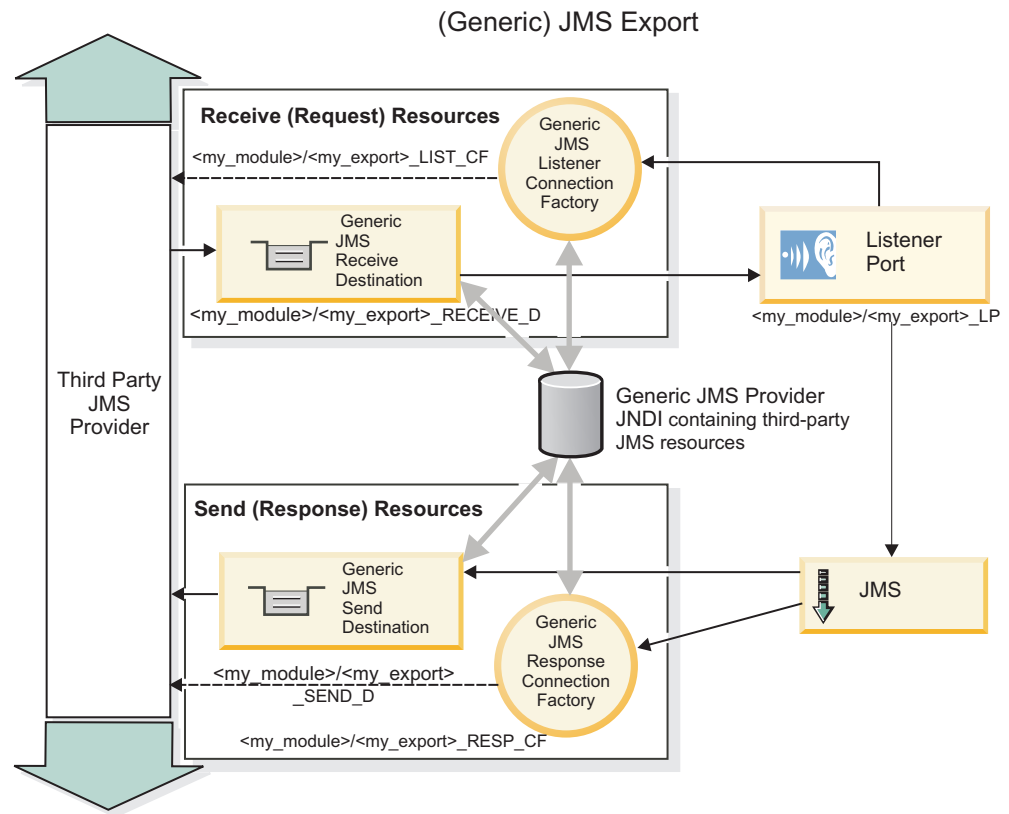 (Generic) JMS Export
Receive (Request) Resources
<my_module>/<my_export>_LIST_CF
Generic
JMS
Listener
Connection
Factory
Generic
JMS
Receive
Destination
<my_module>/<my_export>_RECEIVE_D
Listener
Port
<my_module>/<my_export>_LP
Third Party
JMS
Provider
Generic JMS Provider
JNDI containing third-party
JMS resources
Send (Response) Resources
Generic
JMS
Send
Destination
<my_module>/<my_export>
_SEND_D
Generic
JMS
Response
Connection
Factory
<my_module>/<my_export>_RESP_CF
JMS